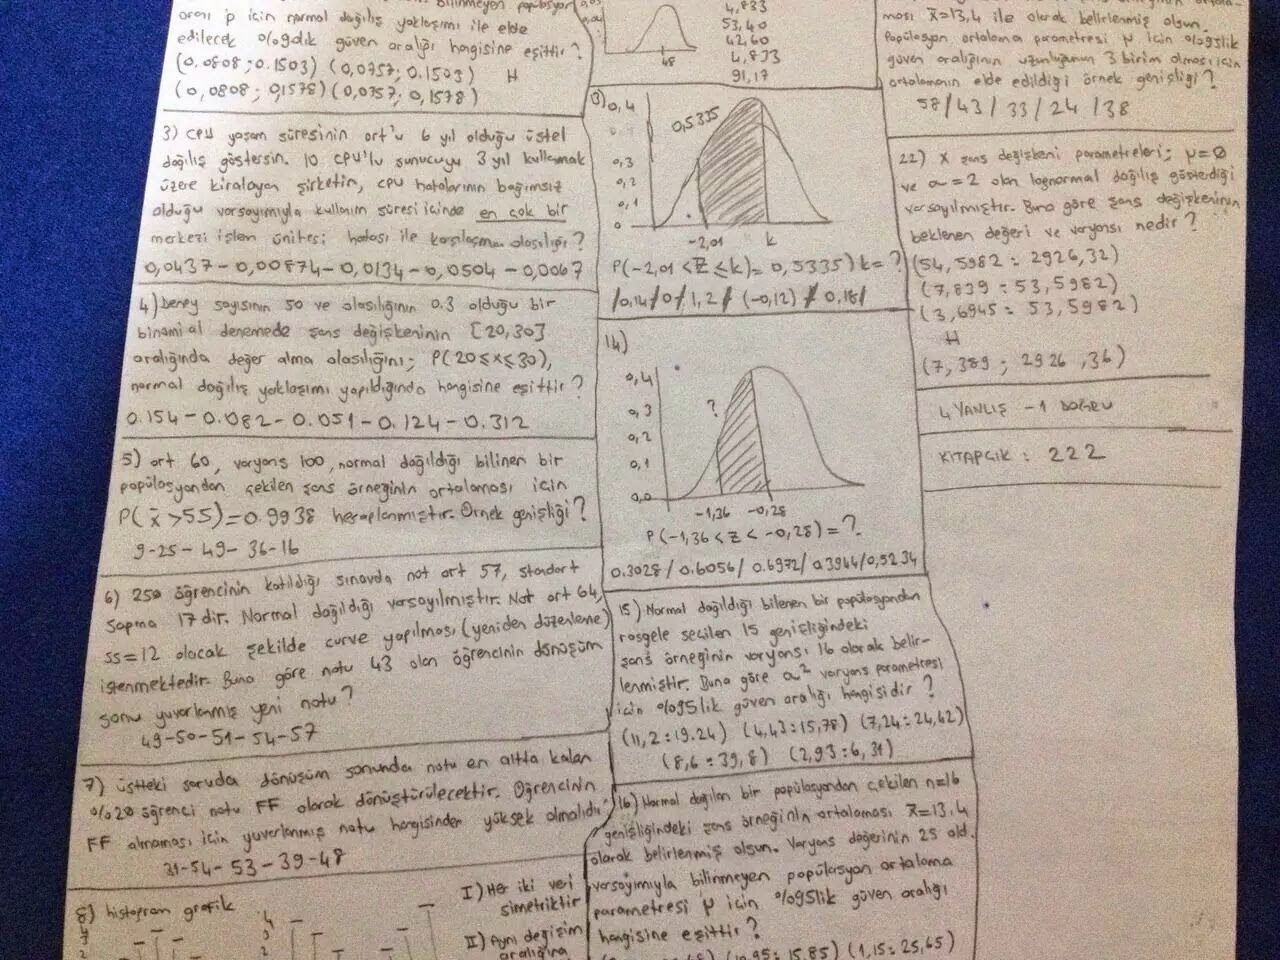 bilinmeyen popülasyon
oranı p için normal dağılış yaklaşımı ile elde
edilecek %90lık güven aralığı hangisine eşittir?
(0.0808; 0.1503) (0,0757; 0.1503) H
(0,0808; 0,1578) (0,0757; 0,1578)
3) CPU yaşam süresinin ort'u 6 yıl olduğu üstel
dağılış göstersin. 10 CPU'lu sunucuyu 3 yıl kullanmak
üzere kiralayan şirketin, cpu hatalarının bağımsız
olduğu varsayımıyla kullanım süresi içinde en çok bir
merkezi işlem ünitesi hatası ile karşılaşma olasılığı?
0,0437 - 0,00874 - 0,0134 - 0,0504 - 0,0067
4) Deney sayısının 50 ve olasılığının 0.3 olduğu bir
binomial denemede şans değişkeninin [20,30]
aralığında değer alma olasılığını; P(20≤x≤30),
normal dağılış yaklaşımı yapıldığında hangisine eşittir?
0.154 - 0.082 - 0.051 - 0.124 - 0.312
5) ort 60, varyans 100, normal dağıldığı bilinen bir
popülasyondan çekilen şans örneğinin ortalaması için
P(x̄ >55)=0.9938 hesaplanmıştır. Örnek genişliği?
9-25-49-36-16
6) 250 öğrencinin katıldığı sınavda not ort 57, standart
sapma 17 dir. Normal dağıldığı varsayılmıştır. Not ort 64,
ss=12 olacak şekilde curve yapılması (yeniden düzenleme)
istenmektedir. Buna göre notu 43 olan öğrencinin dönüşüm
sonu yuvarlanmış yeni notu?
49-50-51-54-57
7) üstteki soruda dönüşüm sonunda notu en altta kalan
%20 öğrenci notu FF olarak dönüştürülecektir. Öğrencinin
FF almaması için yuvarlanmış notu hangisinden yüksek olmalıdır
31-54-53-39-48
8) histogram grafik
I) Her iki veri
simetriktir
II) Aynı değişim
aralığına
48
4,833
53,40
42,60
4,833
91,17
13)
0,4
0,3
0,2
0,1
0
0,5335
-2,01 k
P(-2,01 < Z ≤ k) = 0,5335) k = ?
/0,14/0/1,2/ (-0,12) / 0,18/
14)
0,4
0,3
0,2
0,1
0,0
?
-1,36 -0,28
P(-1,36 < Z < -0,28) = ?
0.3028/0.6056/0.6972/0.3944/0,5234
15) Normal dağıldığı bilenen bir popülasyondan
rasgele seçilen 15 genişliğindeki
şans örneğinin varyansı 16 olarak belir-
lenmiştir. Buna göre σ² varyans parametresi
için %95lik güven aralığı hangisidir?
(11,2 : 19.24) (4,43 : 15,78) (7,24 : 24,42)
(8,6 : 39,8) (2,93 : 6,31)
16) Normal dağılan bir popülasyondan çekilen n=16
genişliğindeki şans örneğinin ortalaması x̄=13,4
olarak belirlenmiş olsun. Varyans değerinin 25 old.
varsayımıyla bilinmeyen popülasyon ortalama
parametresi μ için %95lik güven aralığı
hangisine eşittir?
15.85) (1,15 : 25,65)
ması x̄=13,4 ile olarak belirlenmiş olsun.
Popülasyon ortalama parametresi μ için %95lik
güven aralığının uzunluğunun 3 birim olması için
ortalamanın elde edildiği örnek genişliği?
58/43/33/24/38
22) X şans değişkeni parametreleri; μ=0
ve σ=2 olan lognormal dağılış gösterdiği
varsayılmıştır. Buna göre şans değişkeninin
beklenen değeri ve varyansı nedir?
(54,5982 : 2926,32)
(7,839 : 53,5982)
(3,6945 : 53,5982)
H
(7,389 ; 2926,36)
4 YANLIŞ -1 DOĞRU
KİTAPÇIK : 222